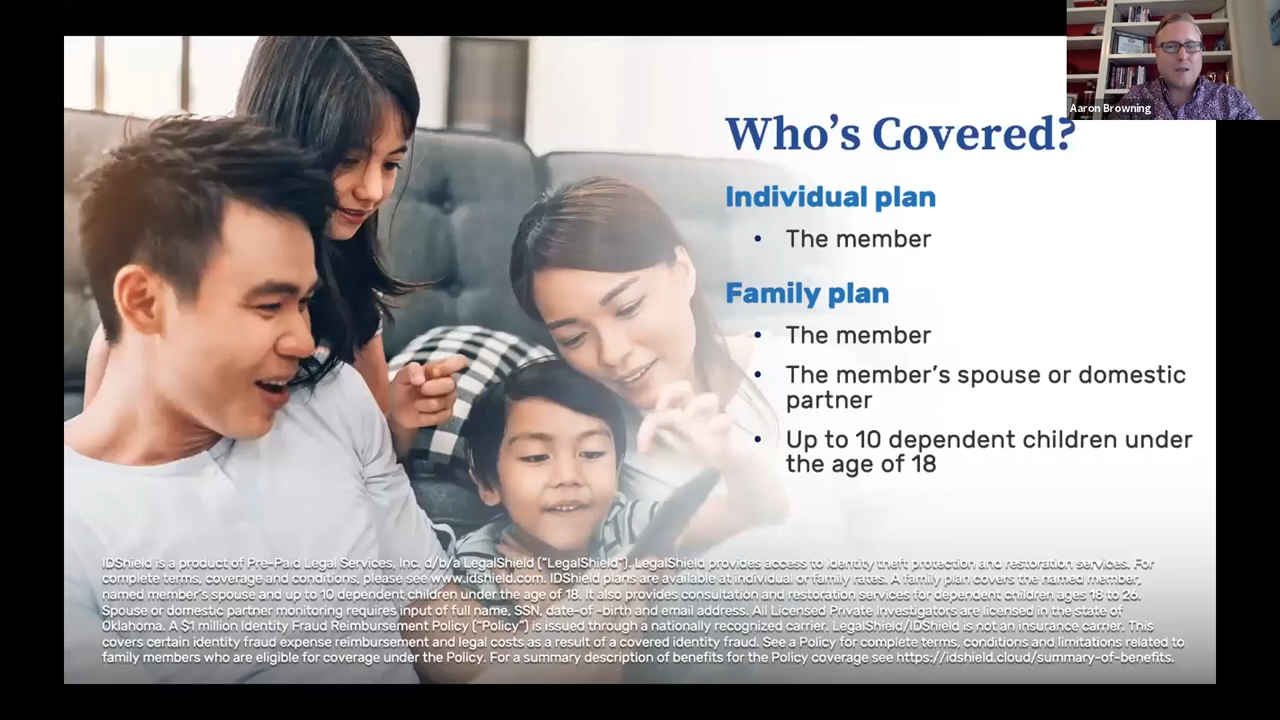 Aaron Browning
Who's Covered?
Individual plan
• The member
Family plan
• The member
• The member's spouse or domestic
partner
• Up to 10 dependent children under
the age of 18
IDShield is a product of Pre-Paid Legal Services, Inc. d/b/a LegalShield ("LegalShield"). LegalShield provides access to identity theft protection and restoration services. For
complete terms, coverage and conditions, please see www.idshield.com. IDShield plans are available at individual or family rates. A family plan covers the named member,
named member's spouse and up to 10 dependent children under the age of 18. It also provides consultation and restoration services for dependent children ages 18 to 26.
Spouse or domestic partner monitoring requires input of full name, SSN, date-of -birth and email address. All Licensed Private Investigators are licensed in the state of
Oklahoma. A $1 million Identity Fraud Reimbursement Policy ("Policy") is issued through a nationally recognized carrier. LegalShield/IDShield is not an insurance carrier. This
covers certain identity fraud expense reimbursement and legal costs as a result of a covered identity fraud. See a Policy for complete terms, conditions and limitations related to
family members who are eligible for coverage under the Policy. For a summary description of benefits for the Policy coverage see https://idshield.cloud/summary-of-benefits.